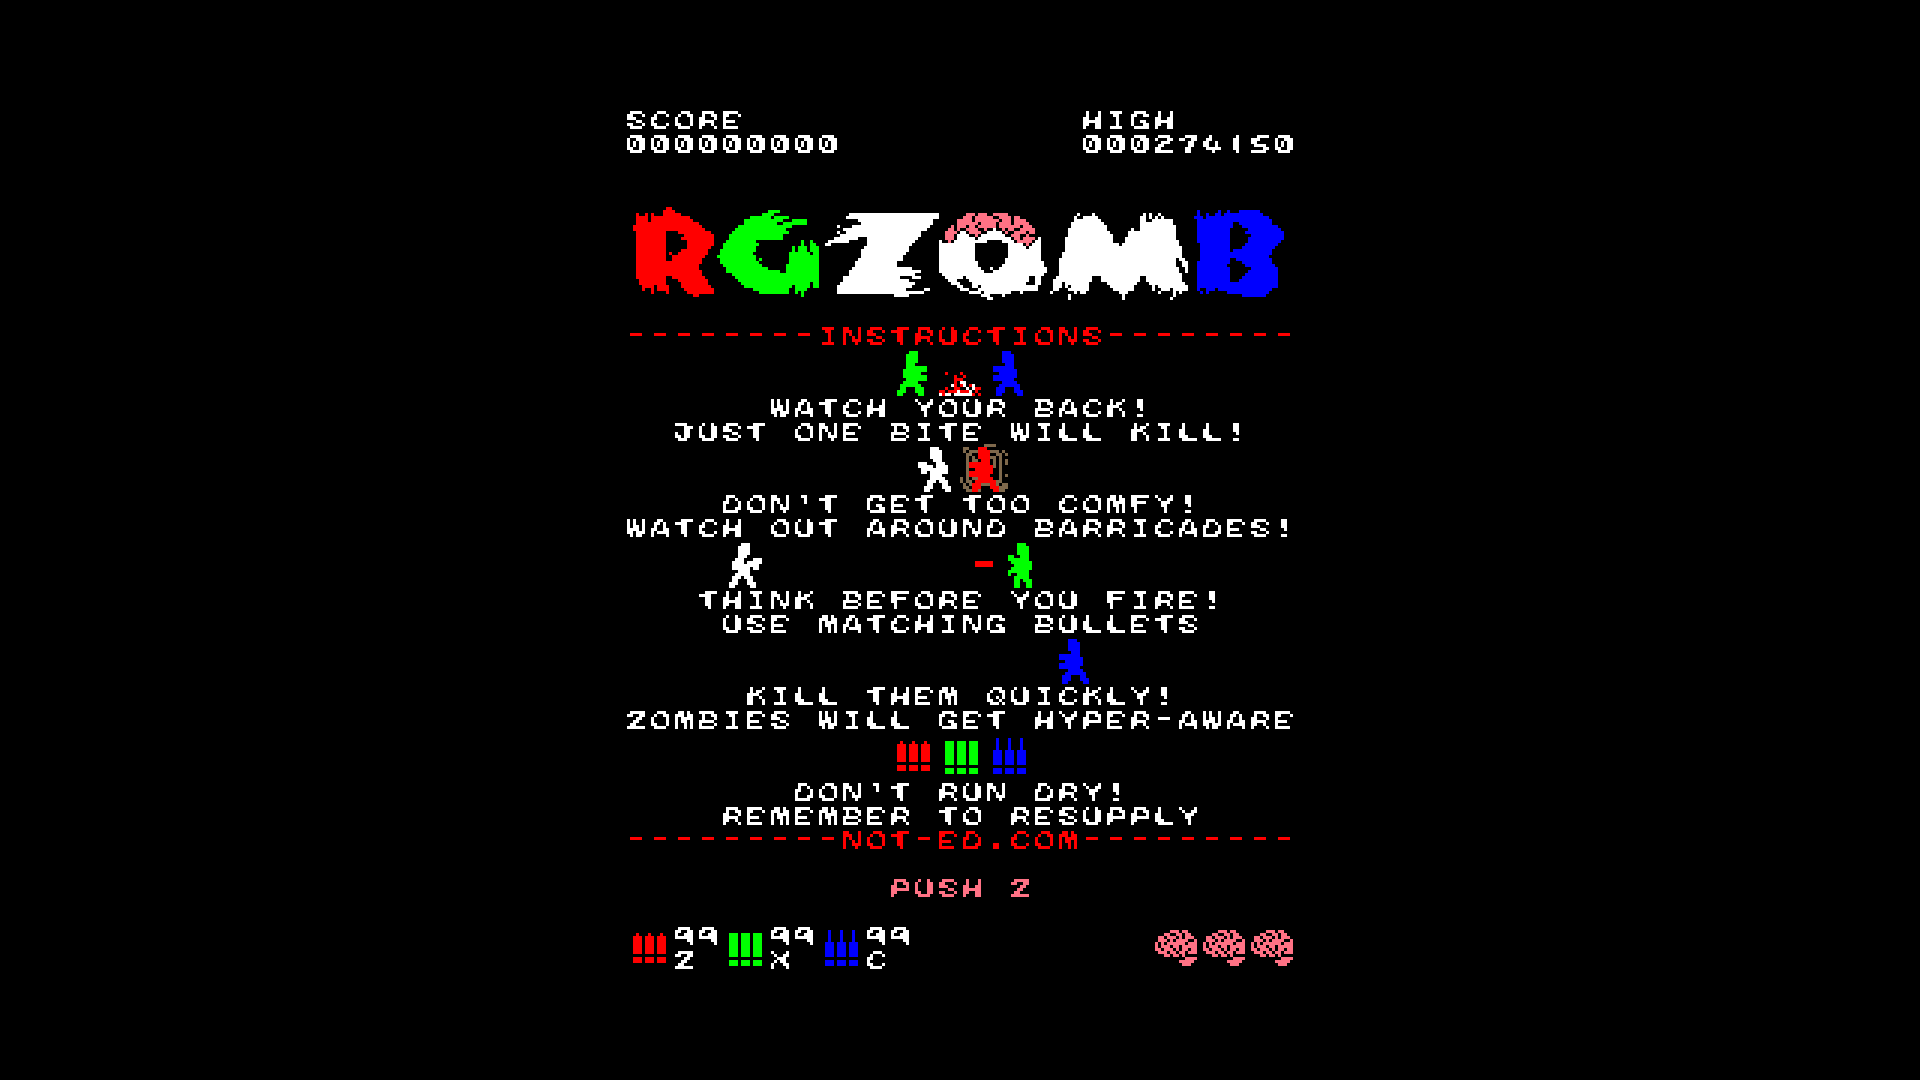 SCORE HIGH
000000000 000274150
RGZOMB
--------INSTRUCTIONS--------
WATCH YOUR BACK!
JUST ONE BITE WILL KILL!
DON'T GET TOO COMFY!
WATCH OUT AROUND BARRICADES!
THINK BEFORE YOU FIRE!
USE MATCHING BULLETS
KILL THEM QUICKLY!
ZOMBIES WILL GET HYPER-AWARE
DON'T RUN DRY!
REMEMBER TO RESUPPLY
---------NOT-ED.COM---------
PUSH Z
99 99 99
Z X C